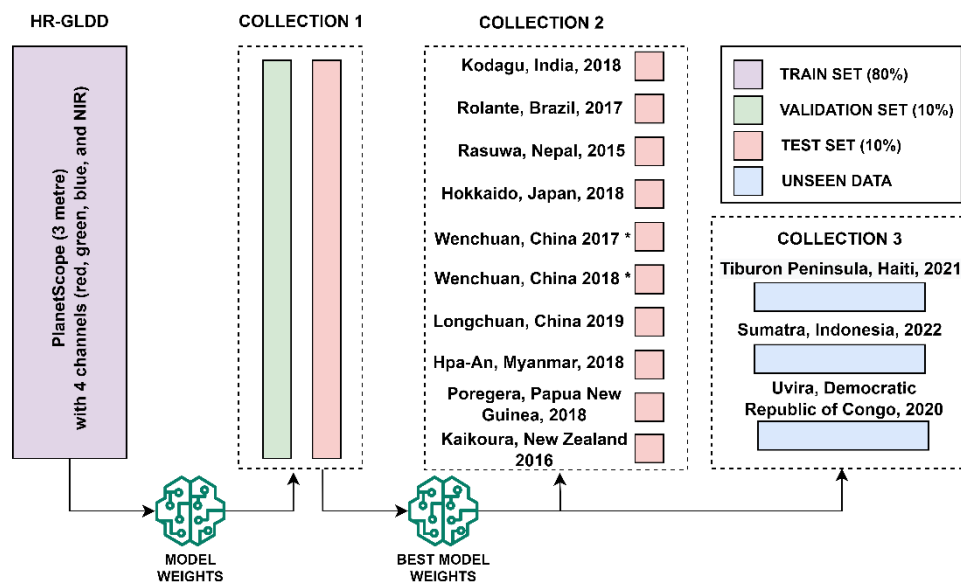 HR-GLDD
PlanetScope (3 metre)
with 4 channels (red, green, blue, and NIR)
MODEL
WEIGHTS
COLLECTION 1
BEST MODEL
WEIGHTS
COLLECTION 2
Kodagu, India, 2018
Rolante, Brazil, 2017
Rasuwa, Nepal, 2015
Hokkaido, Japan, 2018
Wenchuan, China 2017 *
Wenchuan, China 2018 *
Longchuan, China 2019
Hpa-An, Myanmar, 2018
Poregera, Papua New
Guinea, 2018
Kaikoura, New Zealand
2016
TRAIN SET (80%)
VALIDATION SET (10%)
TEST SET (10%)
UNSEEN DATA
COLLECTION 3
Tiburon Peninsula, Haiti, 2021
Sumatra, Indonesia, 2022
Uvira, Democratic
Republic of Congo, 2020